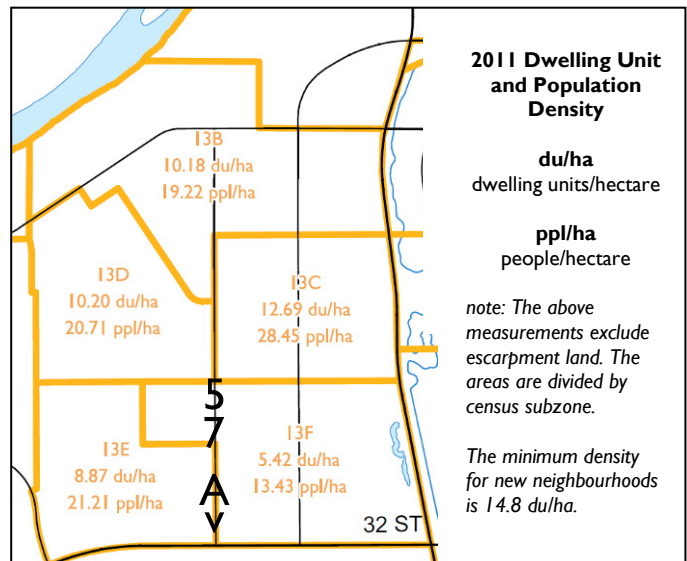 13B
10.18 du/ha
19.22 ppl/ha
13D
10.20 du/ha
20.71 ppl/ha
13C
12.69 du/ha
28.45 ppl/ha
13E
8.87 du/ha
21.21 ppl/ha
57 Av
13F
5.42 du/ha
13.43 ppl/ha
32 ST
2011 Dwelling Unit
and Population
Density
du/ha
dwelling units/hectare
ppl/ha
people/hectare
note: The above
measurements exclude
escarpment land. The
areas are divided by
census subzone.
The minimum density
for new neighbourhoods
is 14.8 du/ha.